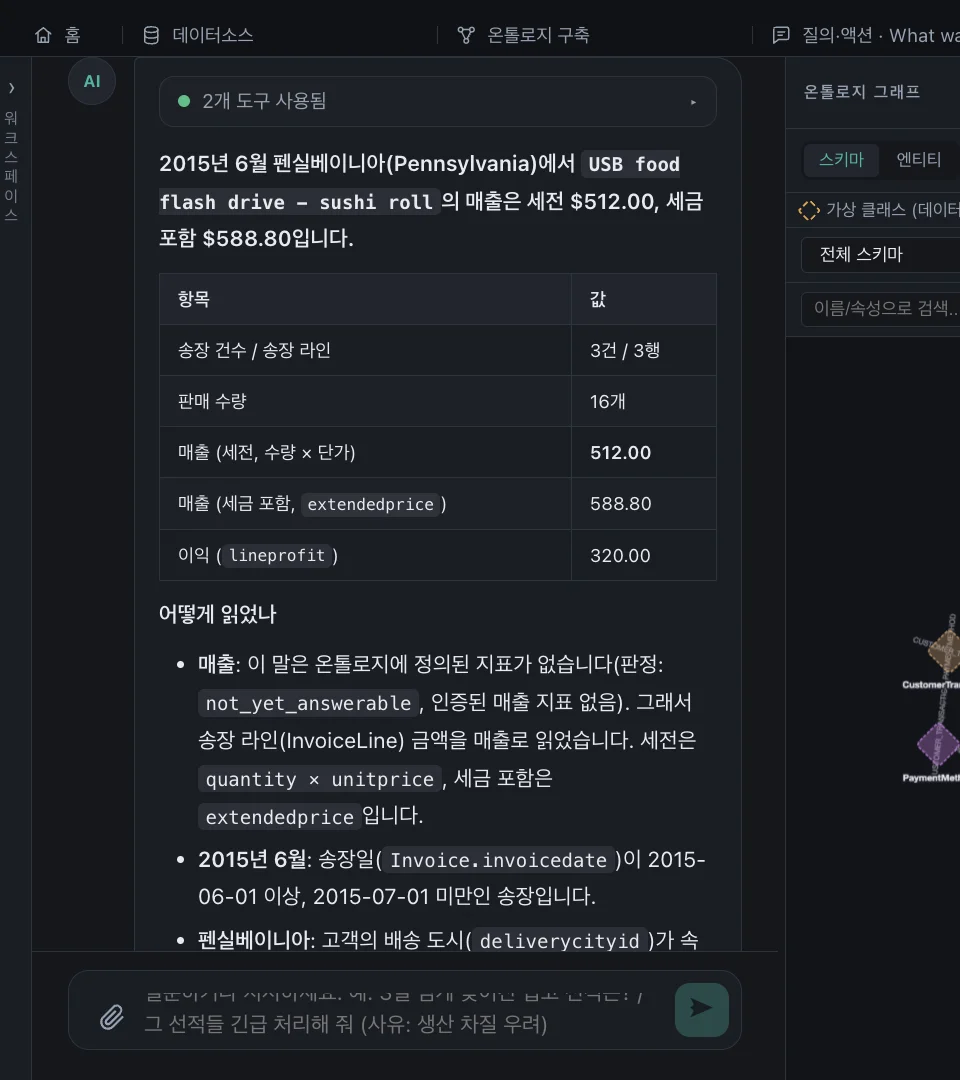 홈
데이터소스
온톨로지 구축
질의·액션 · What wa
워크스페이스
AI
2개 도구 사용됨
2015년 6월 펜실베이니아(Pennsylvania)에서 USB food
flash drive – sushi roll의 매출은 세전 $512.00, 세금
포함 $588.80입니다.
항목 값
송장 건수 / 송장 라인 3건 / 3행
판매 수량 16개
매출 (세전, 수량 × 단가) 512.00
매출 (세금 포함, extendedprice) 588.80
이익 (lineprofit) 320.00
어떻게 읽었나
• 매출: 이 말은 온톨로지에 정의된 지표가 없습니다(판정:
not_yet_answerable, 인증된 매출 지표 없음). 그래서
송장 라인(InvoiceLine) 금액을 매출로 읽었습니다. 세전은
quantity × unitprice, 세금 포함은
extendedprice입니다.
• 2015년 6월: 송장일(Invoice.invoicedate)이 2015-
06-01 이상, 2015-07-01 미만인 송장입니다.
• 펜실베이니아: 고객의 배송 도시(deliverycityid)가 속
그 선적들 긴급 처리해 줘 (사유: 생산 차질 우려)
온톨로지 그래프
스키마 엔티티
가상 클래스 (데이터
전체 스키마
이름/속성으로 검색..
CustomerTra
PaymentMeth